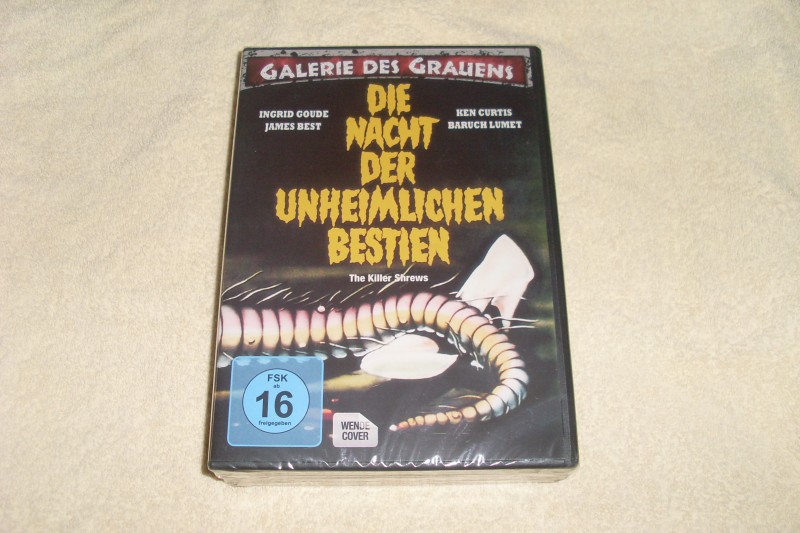 GALERIE DES GRAUENS
INGRID GOUDE
JAMES BEST
KEN CURTIS
BARUCH LUMET
DIE
NACHT
DER
UNHEIMLICHEN
BESTIEN
The Killer Shrews
FSK
ab
16
freigegeben
WENDE
COVER